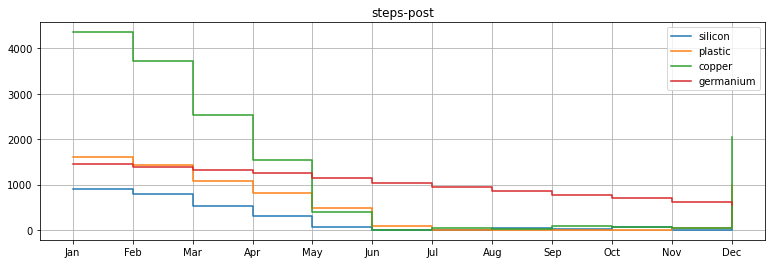 steps-post
silicon
plastic
copper
germanium
4000
3000
2000
1000
0
Jan Feb Mar Apr May Jun Jul Aug Sep Oct Nov Dec